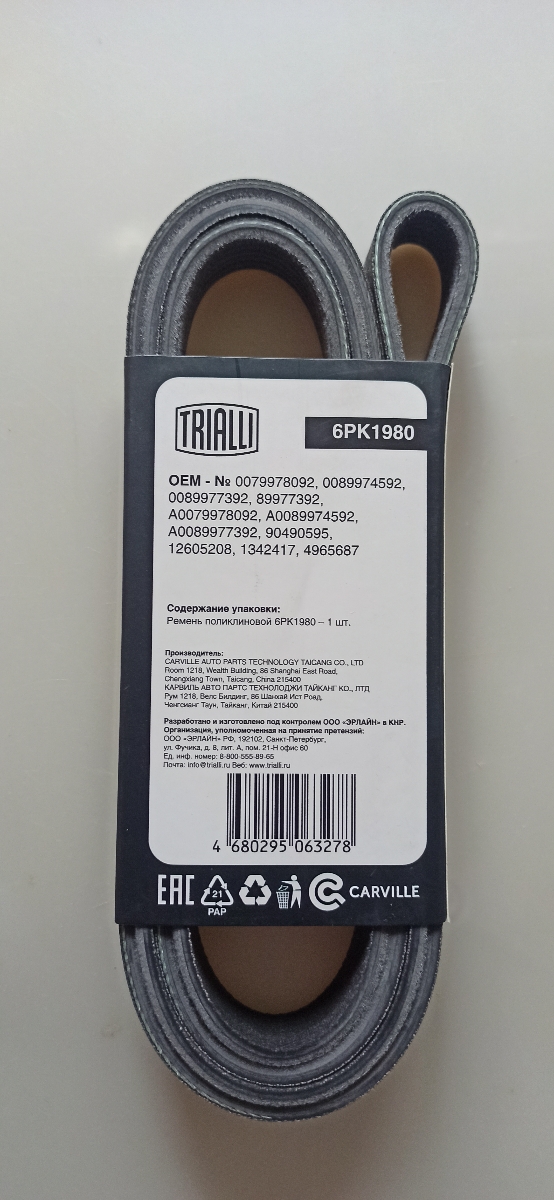 TRIALLI
6PK1980
OEM - № 0079978092, 0089974592,
0089977392, 89977392,
A0079978092, A0089974592,
A0089977392, 90490595,
12605208, 1342417, 4965687
Содержание упаковки:
Ремень поликлиновой 6PK1980 – 1 шт.
Производитель:
CARVILLE AUTO PARTS TECHNOLOGY TAICANG CO., LTD
Room 1218, Wealth Building, 86 Shanghai East Road,
Chengxiang Town, Taicang, China 215400
КАРВИЛЬ АВТО ПАРТС ТЕХНОЛОДЖИ ТАЙКАНГ КО., ЛТД
Рум 1218, Велс Билдинг, 86 Шанхай Ист Роад,
Ченгсианг Таун, Тайканг, Китай 215400
Разработано и изготовлено под контролем ООО «ЭРЛАЙН» в КНР.
Организация, уполномоченная на принятие претензий:
ООО «ЭРЛАЙН» РФ, 192102, Санкт-Петербург,
ул. Фучика, д. 8, лит. А, пом. 21-Н офис 60
Ед. инф. номер: 8-800-555-89-65
Почта: info@trialli.ru Веб: www.trialli.ru
4 680295 063278
EAC
21
PAP
CARVILLE